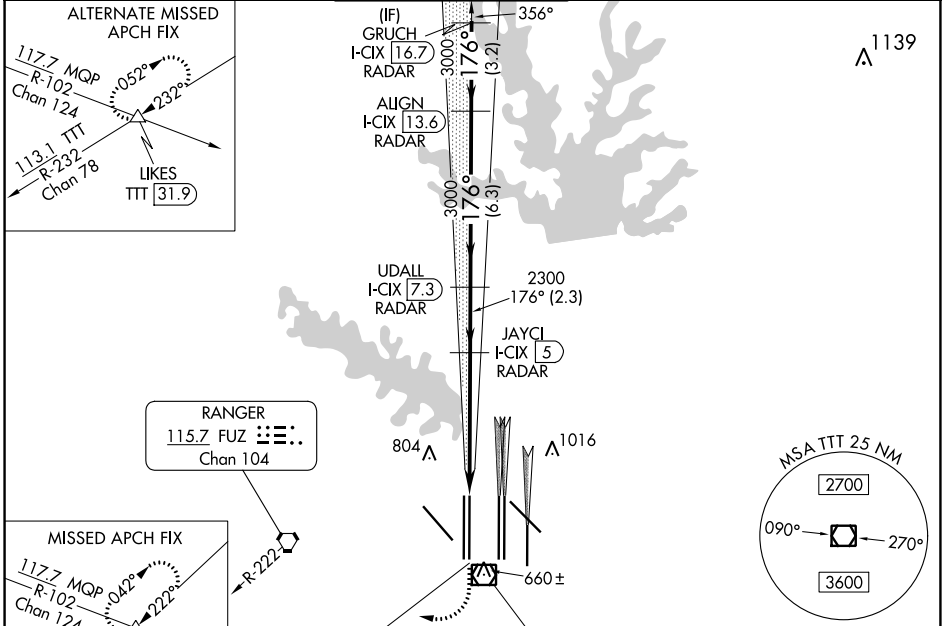 ALTERNATE MISSED
APCH FIX
117.7 MQP
R-102
Chan 124
052°
232°
113.1 TTT
R-232
Chan 78
LIKES
TTT 31.9
(IF)
GRUCH
I-CIX 16.7
RADAR
356°
3000
176°
(3.2)
1139
ALIGN
I-CIX 13.6
RADAR
3000
176°
(6.3)
UDALL
I-CIX 7.3
RADAR
2300
176° (2.3)
JAYCI
I-CIX 5
RADAR
RANGER
115.7 FUZ
Chan 104
804
1016
R-222
660 ±
MSA TTT 25 NM
2700
090°
270°
3600
MISSED APCH FIX
117.7 MQP
R-102
Chan 124
042°
222°